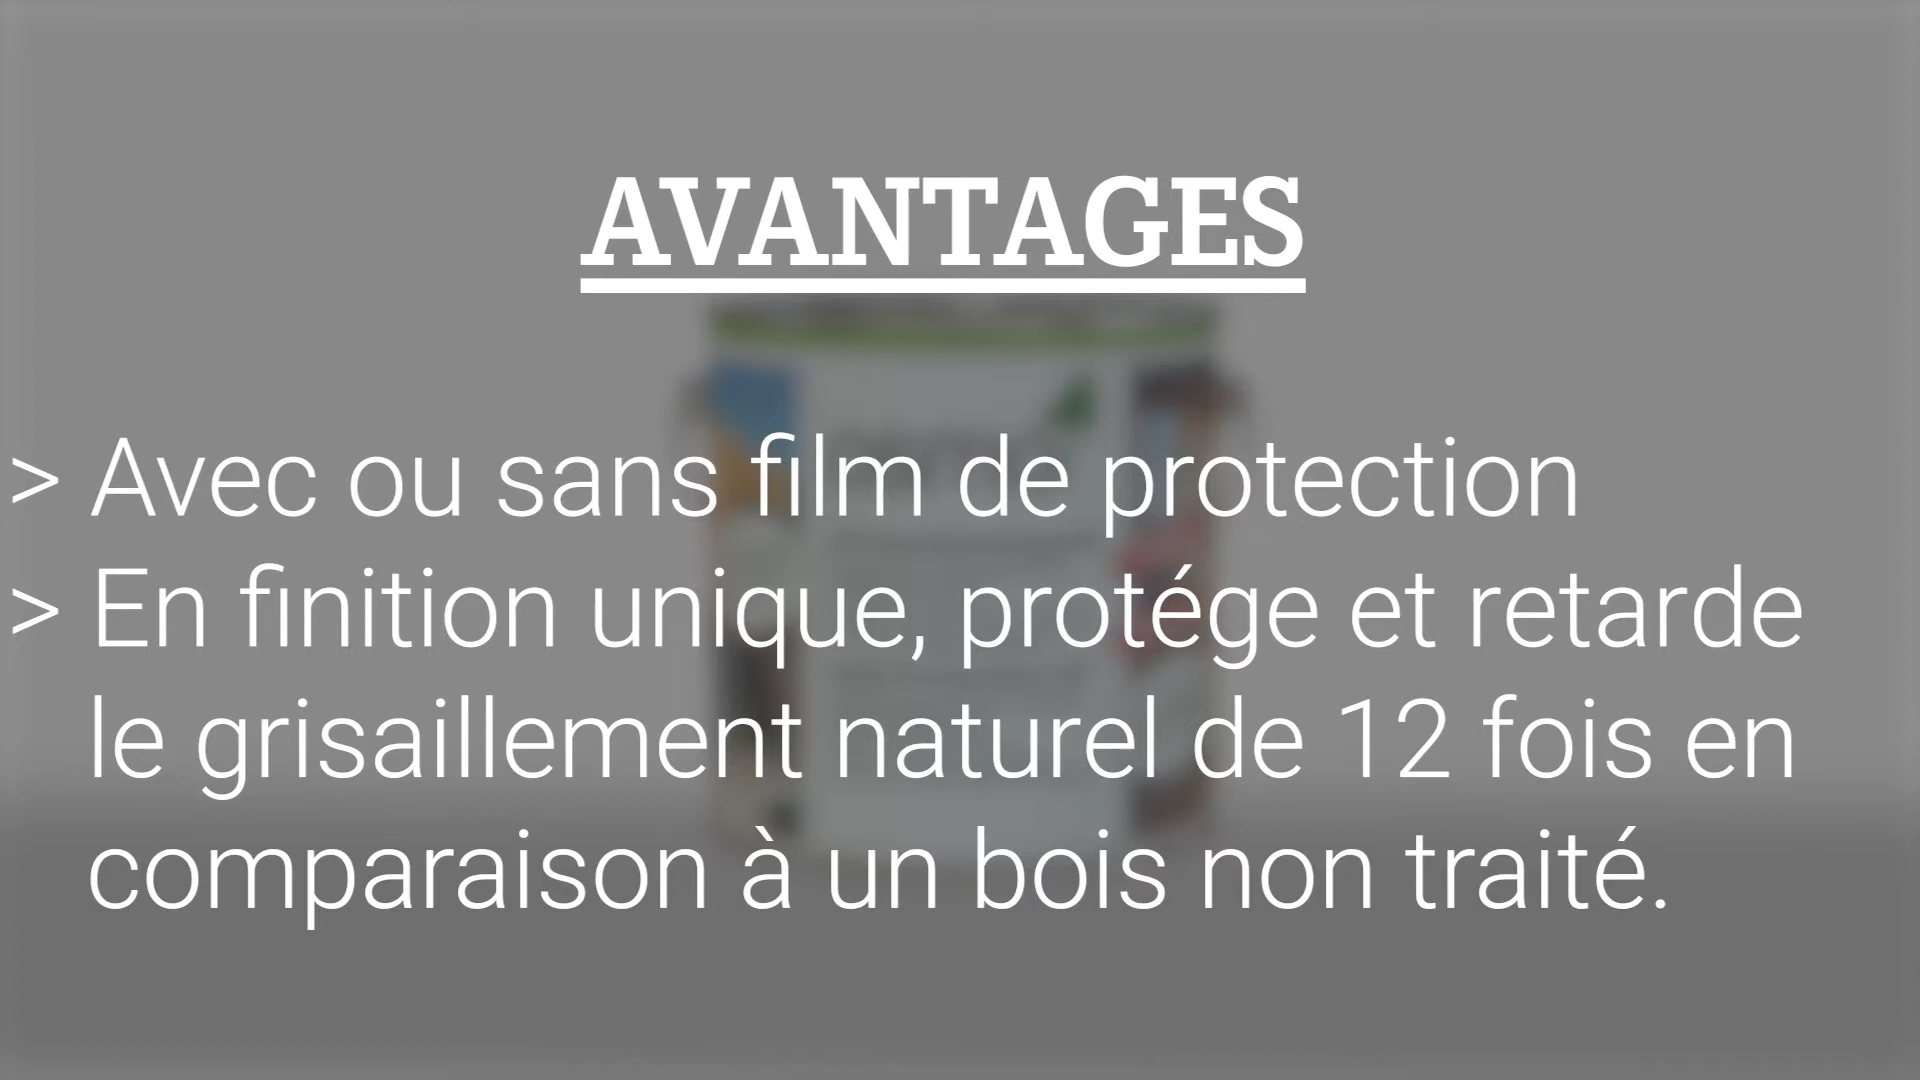 AVANTAGES
> Avec ou sans film de protection
> En finition unique, protége et retarde
le grisaillement naturel de 12 fois en
comparaison à un bois non traité.